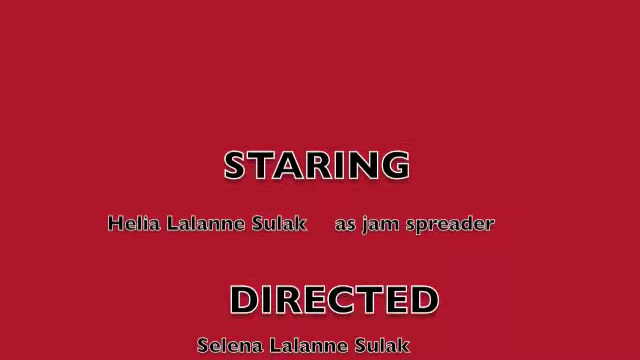 STARING
Helia Lalanne Sulak as jam spreader
DIRECTED
Selena Lalanne Sulak